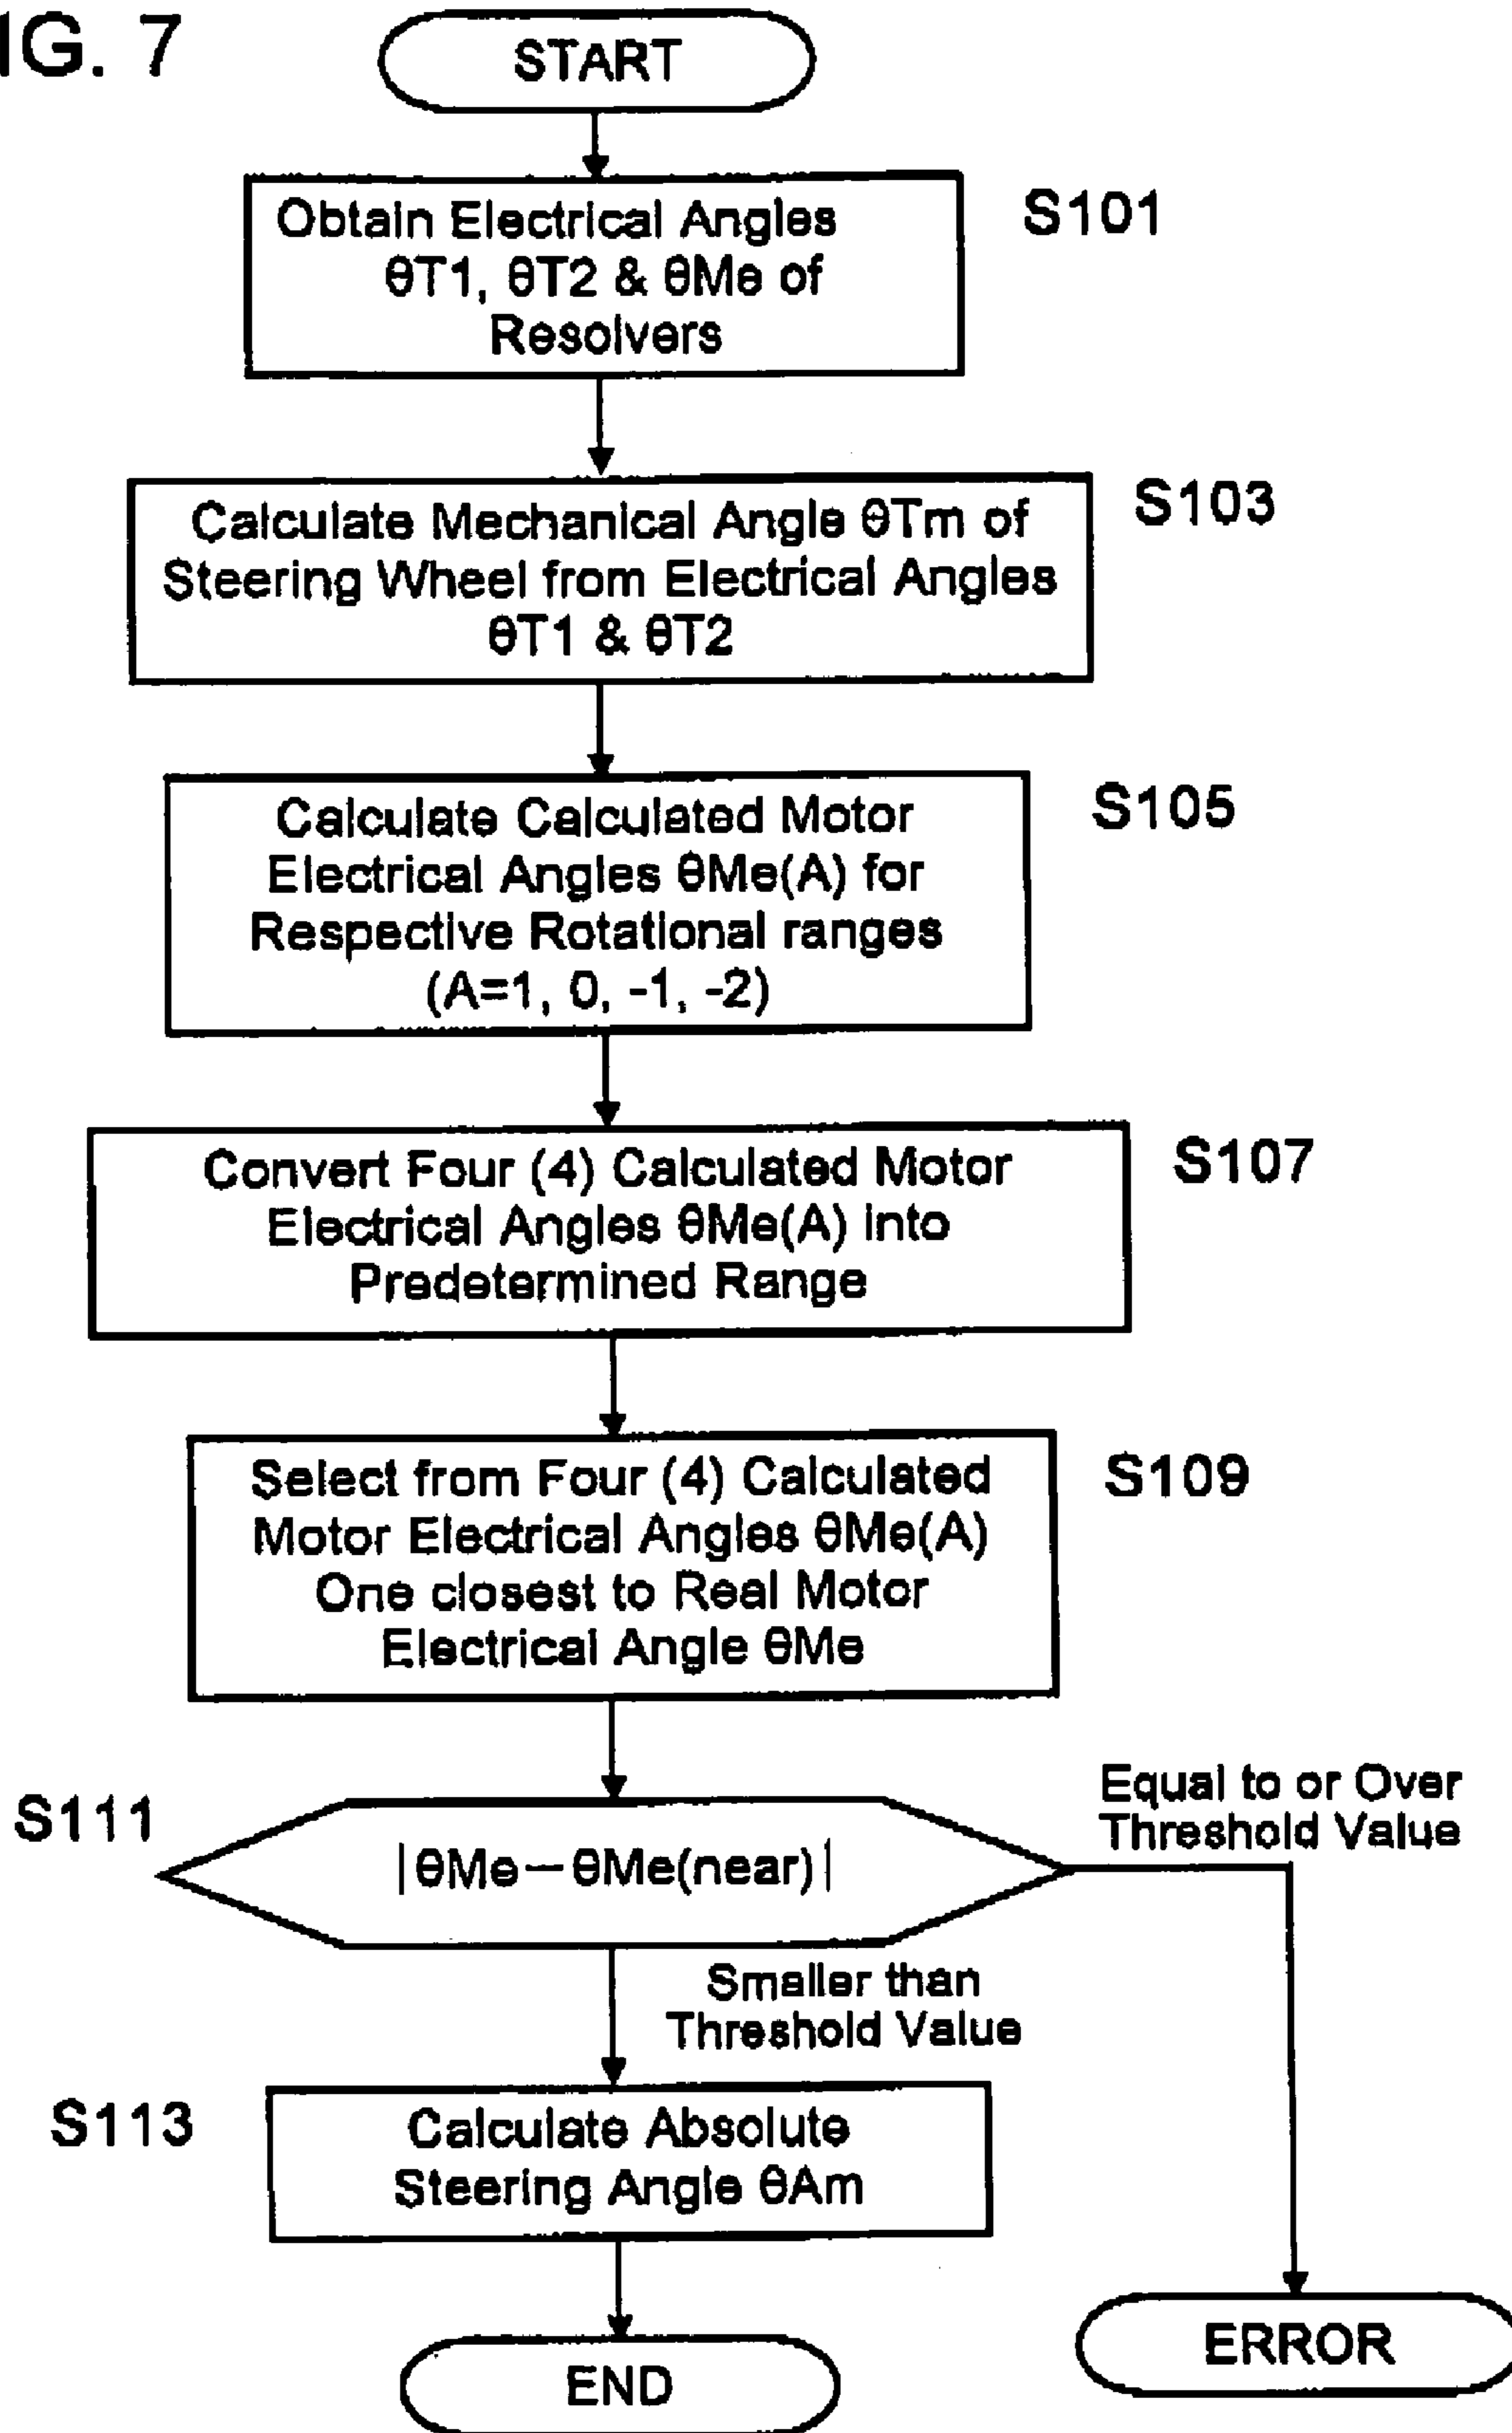 IG. 7
START
Obtain Electrical Angles
θT1, θT2 & θMe of
Resolvers
S101
Calculate Mechanical Angle θTm of
Steering Wheel from Electrical Angles
θT1 & θT2
S103
Calculate Calculated Motor
Electrical Angles θMe(A) for
Respective Rotational ranges
(A=1, 0, -1, -2)
S105
Convert Four (4) Calculated Motor
Electrical Angles θMe(A) into
Predetermined Range
S107
Select from Four (4) Calculated
Motor Electrical Angles θMe(A)
One closest to Real Motor
Electrical Angle θMe
S109
S111
|θMe−θMe(near)|
Equal to or Over
Threshold Value
Smaller than
Threshold Value
S113
Calculate Absolute
Steering Angle θAm
END
ERROR